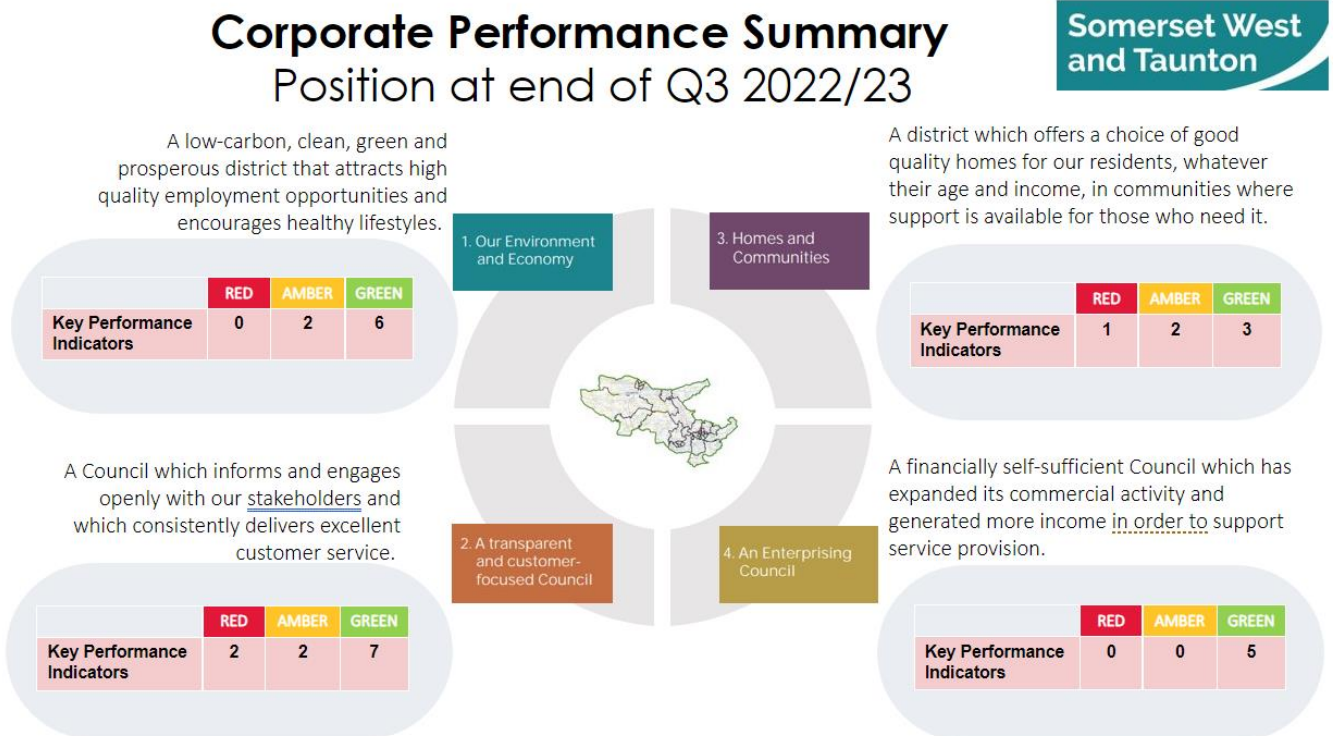 Corporate Performance Summary
Position at end of Q3 2022/23
Somerset West
and Taunton
A low-carbon, clean, green and
prosperous district that attracts high
quality employment opportunities and
encourages healthy lifestyles.
1. Our Environment
and Economy
RED AMBER GREEN
Key Performance
Indicators 0 2 6
A district which offers a choice of good
quality homes for our residents, whatever
their age and income, in communities where
support is available for those who need it.
3. Homes and
Communities
RED AMBER GREEN
Key Performance
Indicators 1 2 3
A Council which informs and engages
openly with our stakeholders and
which consistently delivers excellent
customer service.
2. A transparent
and customer-
focused Council
RED AMBER GREEN
Key Performance
Indicators 2 2 7
A financially self-sufficient Council which has
expanded its commercial activity and
generated more income in order to support
service provision.
4. An Enterprising
Council
RED AMBER GREEN
Key Performance
Indicators 0 0 5